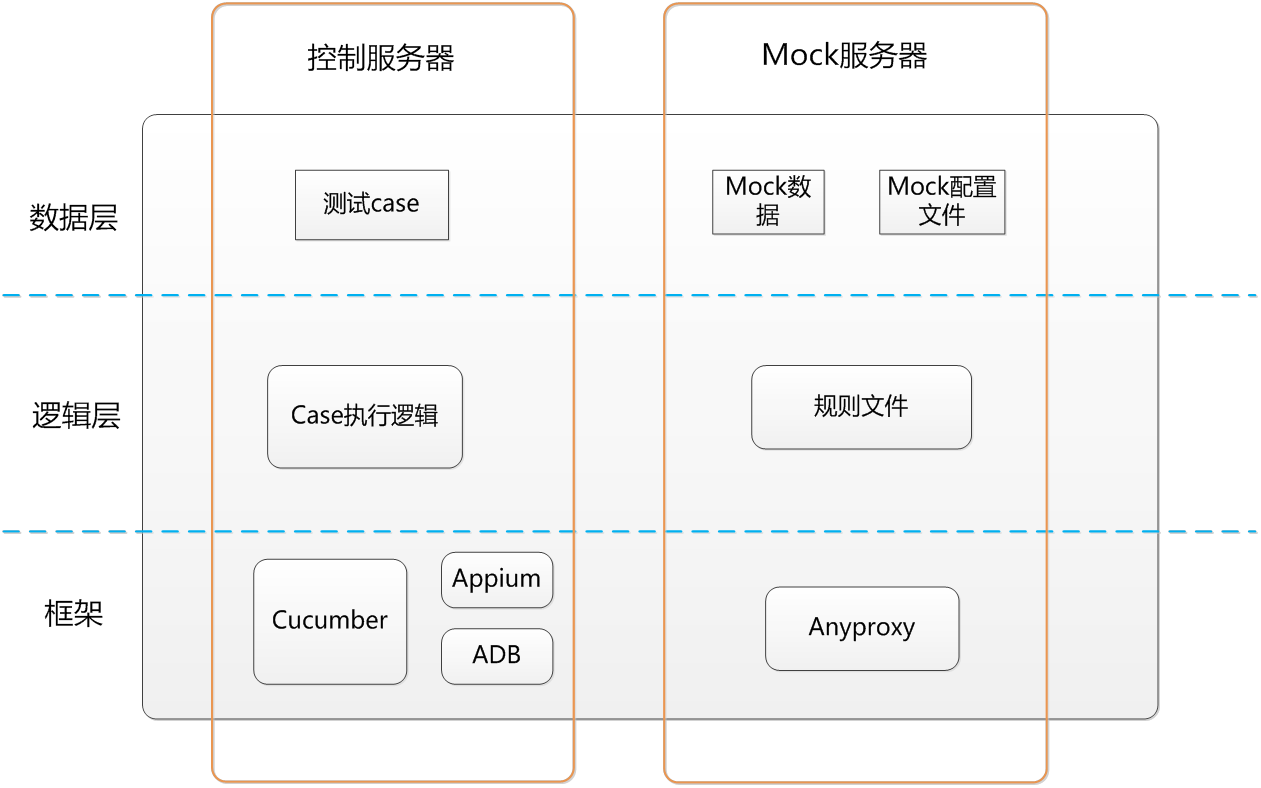 控制服务器
Mock服务器
数据层
测试case
Mock数
据
Mock配置
文件
逻辑层
Case执行逻辑
规则文件
框架
Cucumber
Appium
ADB
Anyproxy